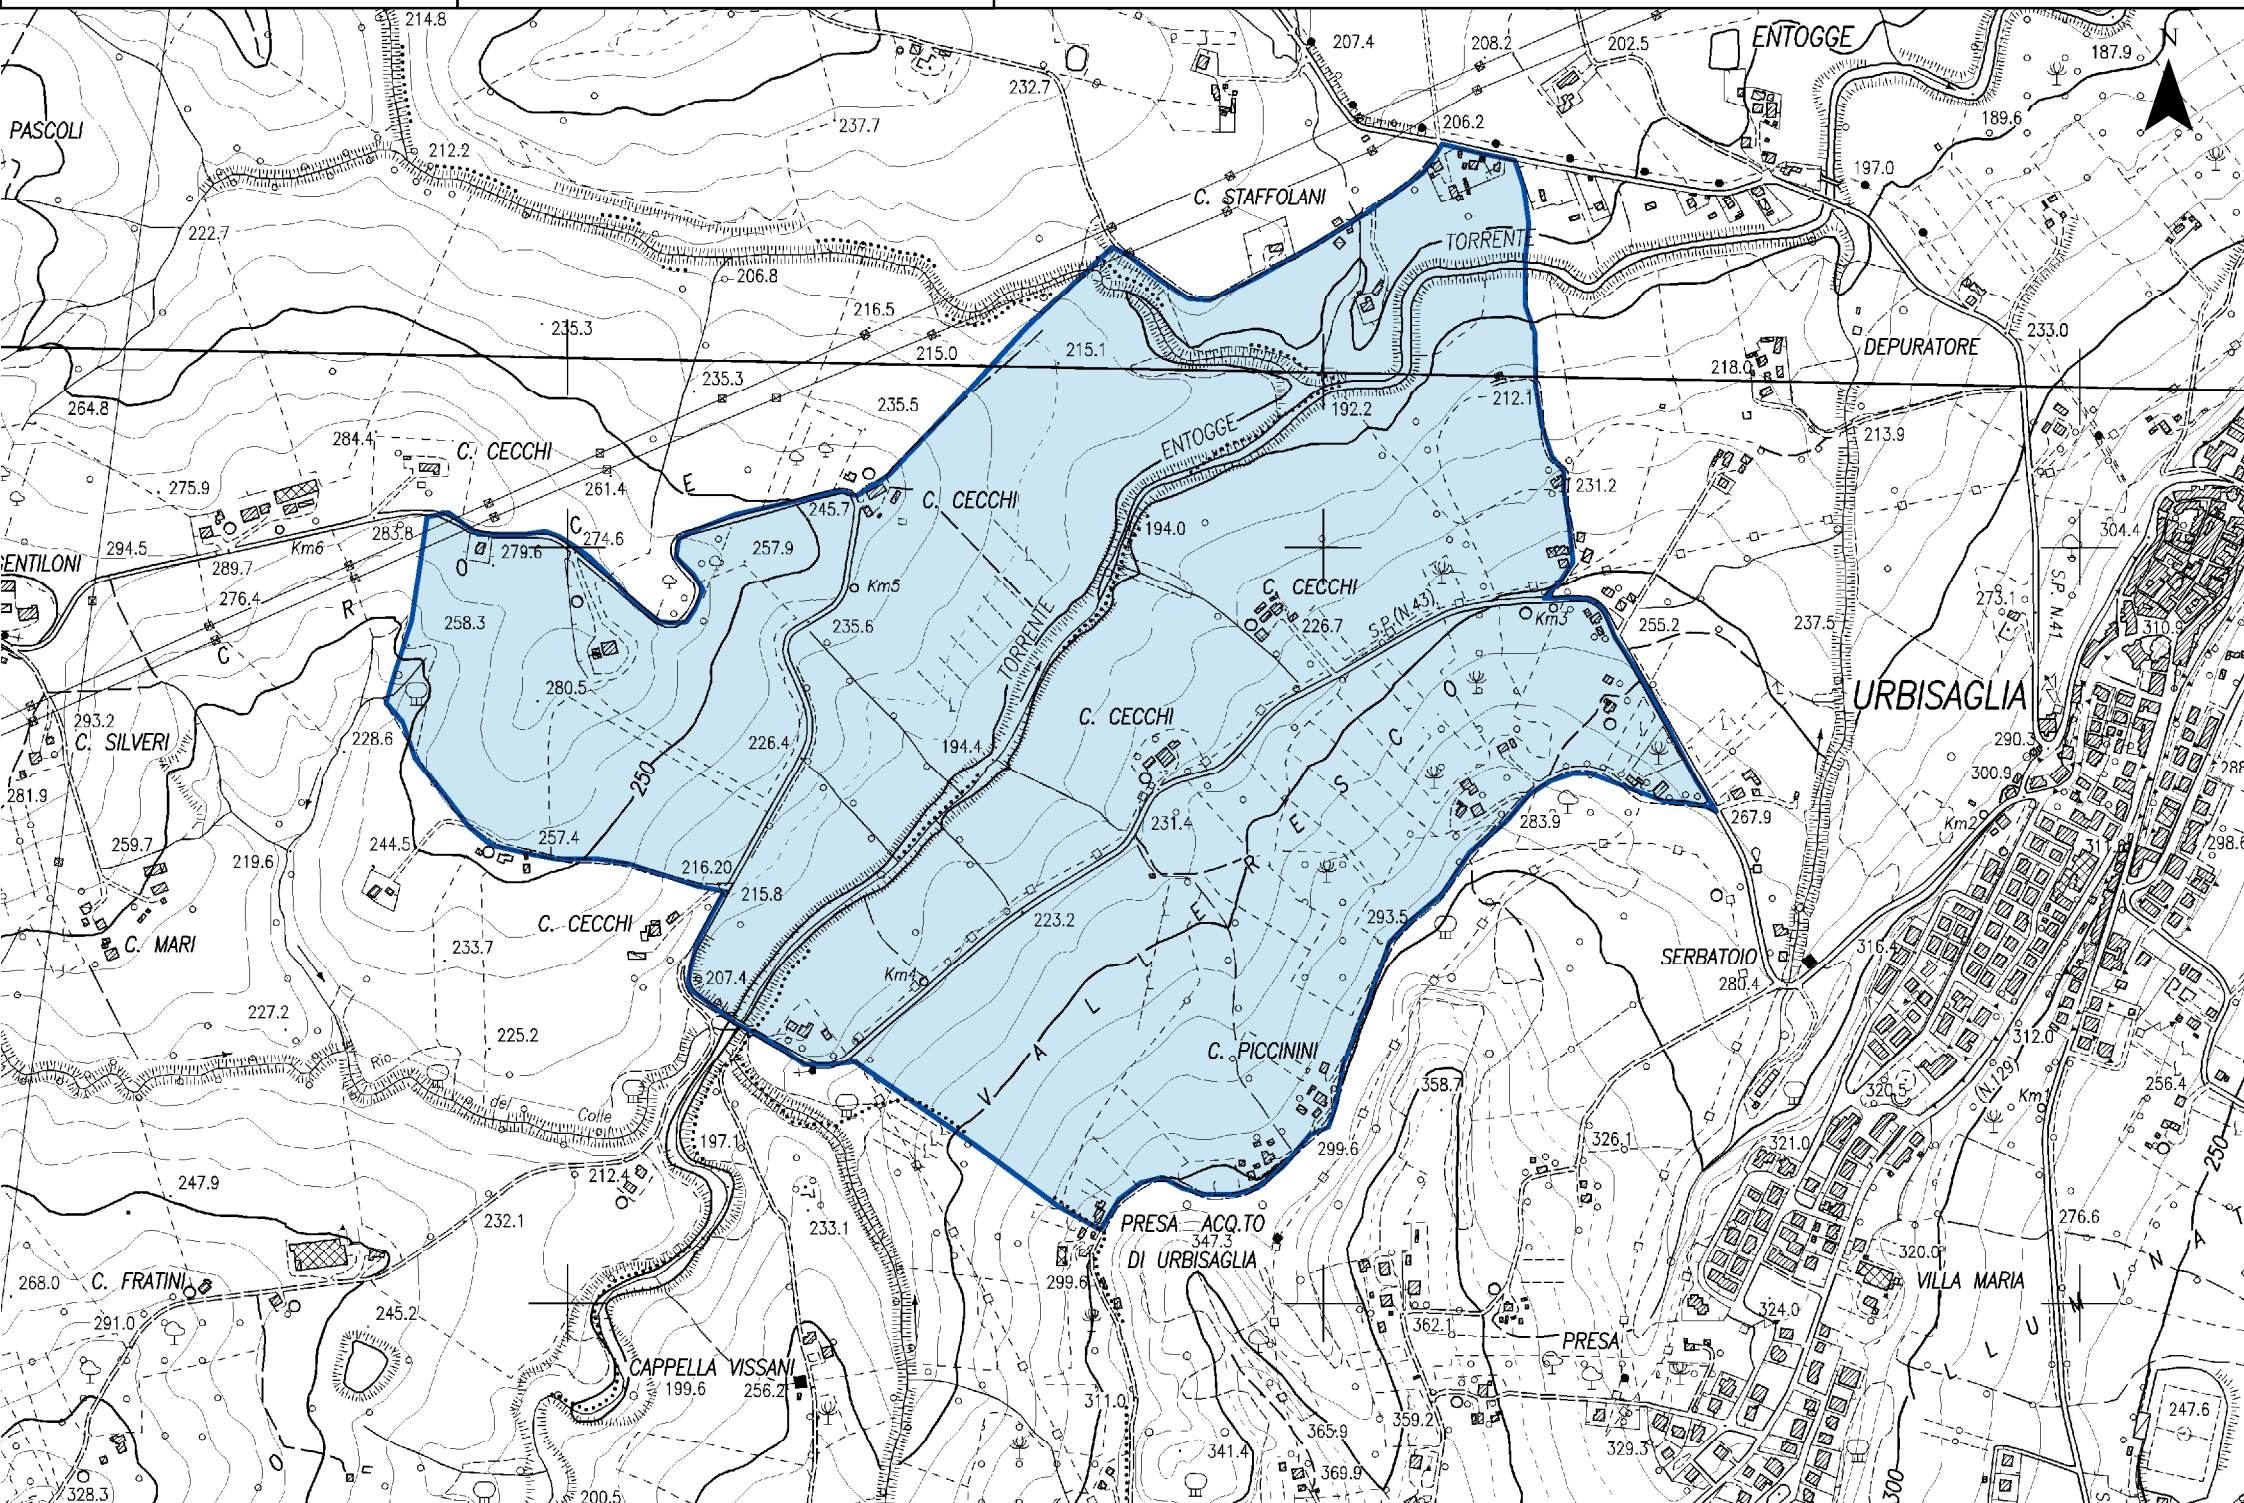 214.8
207.4
208.2
202.5
ENTOGGE
187.9
N
232.7
PASCOLI
237.7
206.2
189.6
212.2
197.0
C. STAFFOLANI
222.7
TORRENTE
206.8
216.5
235.3
233.0
215.0
215.1
DEPURATORE
218.0
235.3
264.8
235.5
192.2
212.1
284.4
C. CECCHI
ENTOGGE
213.9
275.9
261.4
E
231.2
C. CECCHI
245.7
283.8
C
274.6
194.0
304.4
294.5
Km6
279.6
257.9
ENTILONI
289.7
O
C. CECCHI
Km5
S.P. N41
276.4
R
258.3
235.6
226.7
S.P. (N.43)
Km3
255.2
237.5
273.1
310.9
C
TORRENTE
280.5
O
URBISAGLIA
293.2
C. SILVERI
228.6
226.4
194.4
C. CECCHI
C
290.3
250
S
300.9
288
281.9
E
231.4
283.9
267.9
Km2
259.7
244.5
257.4
R
311.8
298.6
219.6
216.20
215.8
E
293.5
C. MARI
C. CECCHI
223.2
L
SERBATOIO
316.4
233.7
207.4
Km4
L
280.4
227.2
225.2
A
C. PICCININI
312.0
Rio
del
Colle
V
358.7
(N.129)
320.5
256.4
Km1
197.1
299.6
326.1
321.0
250
212.4
247.9
232.1
233.1
PRESA ACQ.TO
347.3
DI URBISAGLIA
276.6
A
320.0
268.0
C. FRATINI
299.6
VILLA MARIA
N
I
M
245.2
291.0
324.0
362.1
PRESA
U
L
L
CAPPELLA VISSANI
199.6
256.2
311.0
359.2
365.9
247.6
329.3
341.4
O
369.9
328.3
200.5
300